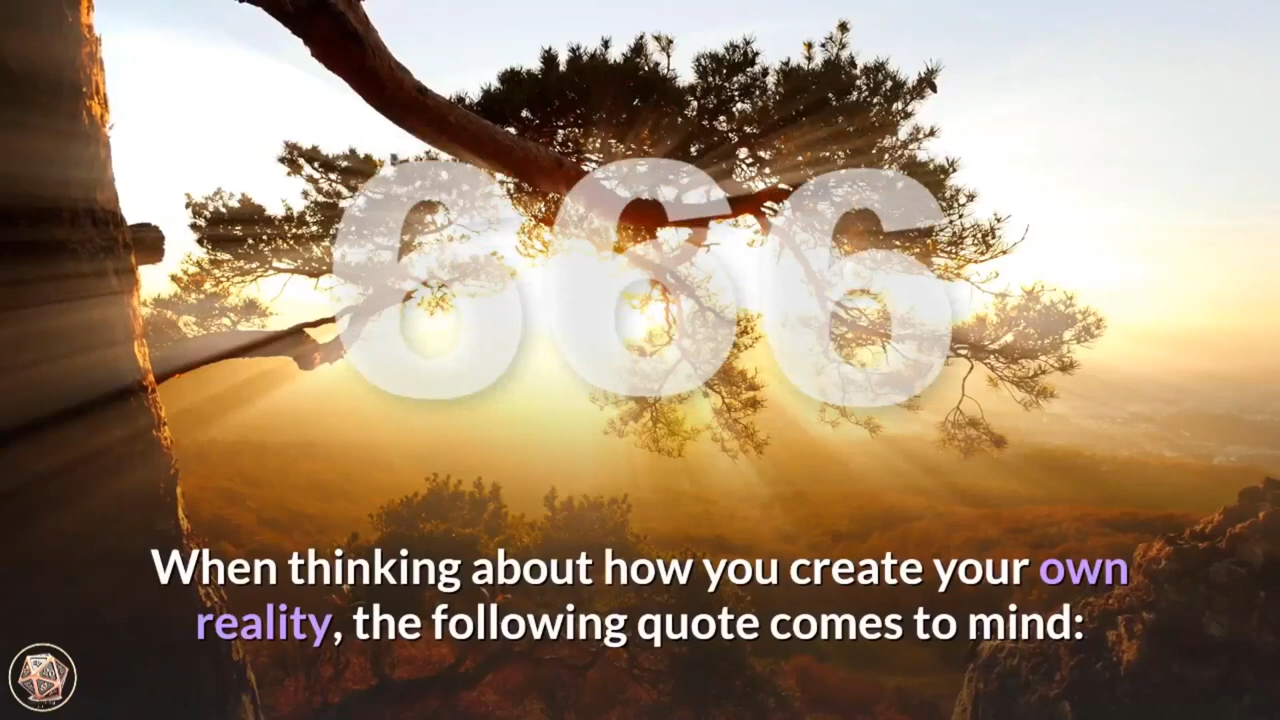 666
When thinking about how you create your own
reality, the following quote comes to mind: